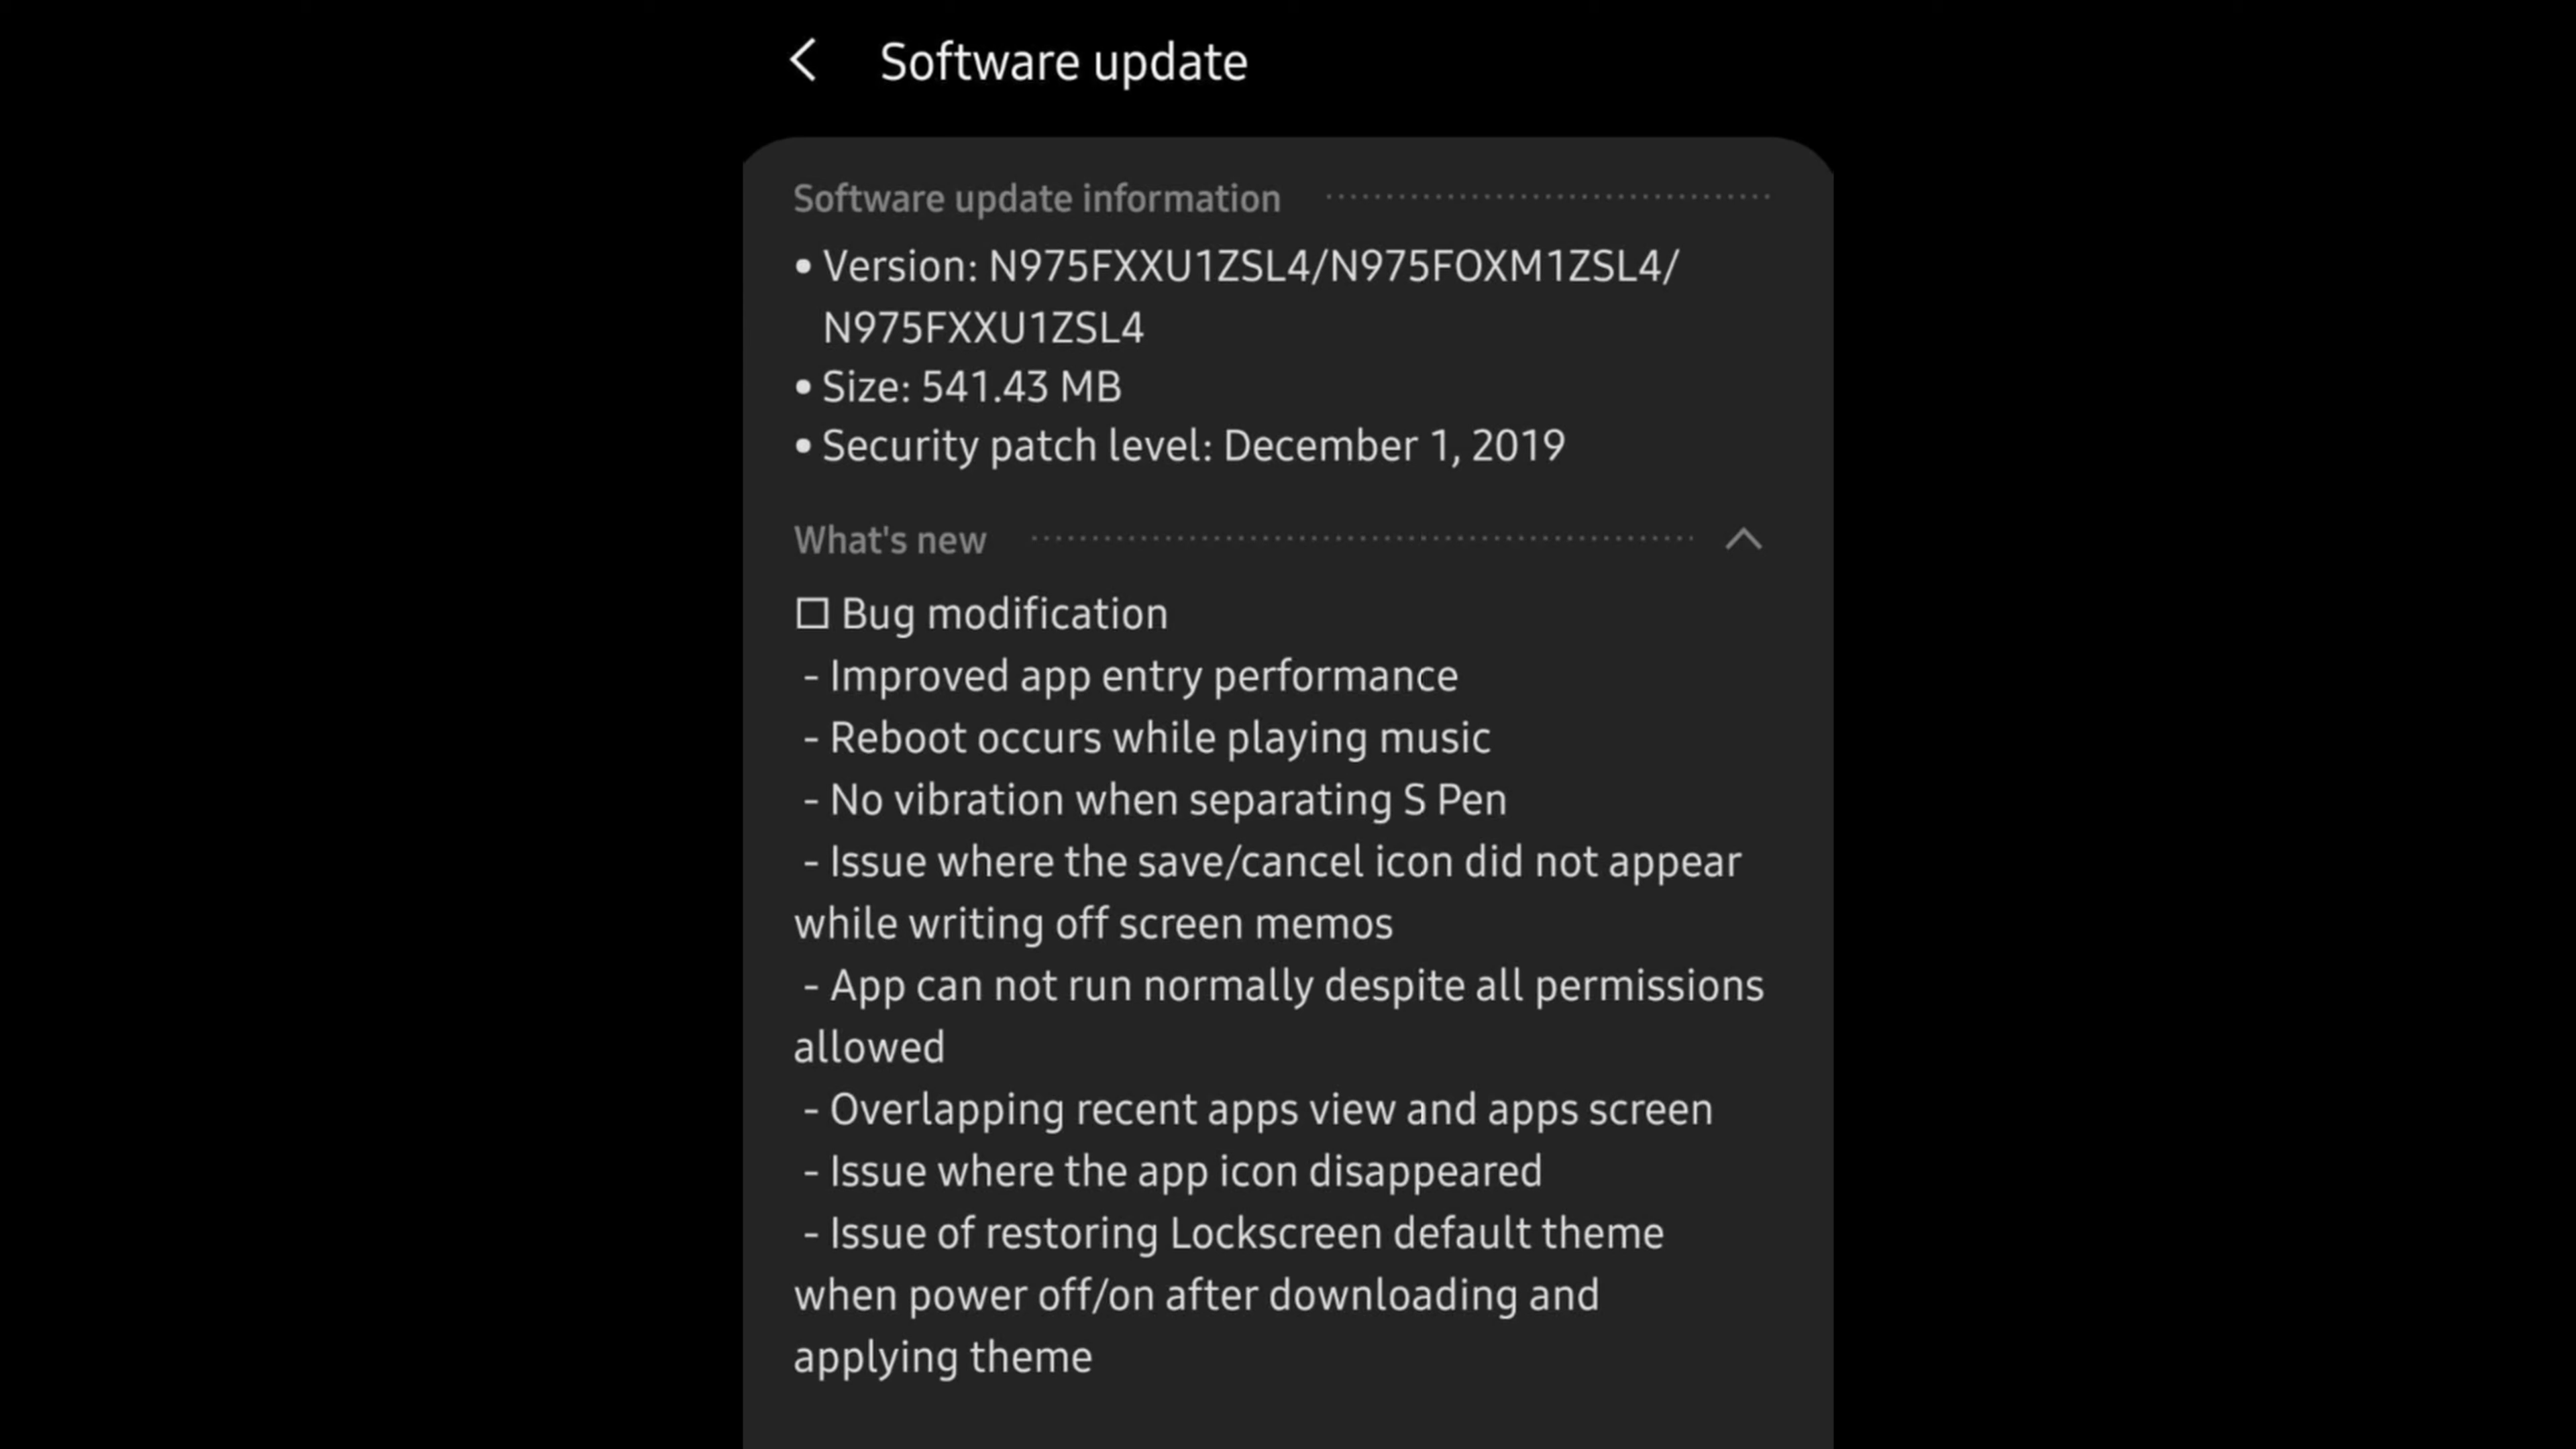 Software update
Software update information
• Version: N975FXXU1ZSL4/N975FOXM1ZSL4/
N975FXXU1ZSL4
• Size: 541.43 MB
• Security patch level: December 1, 2019
What's new
□ Bug modification
- Improved app entry performance
- Reboot occurs while playing music
- No vibration when separating S Pen
- Issue where the save/cancel icon did not appear
while writing off screen memos
- App can not run normally despite all permissions
allowed
- Overlapping recent apps view and apps screen
- Issue where the app icon disappeared
- Issue of restoring Lockscreen default theme
when power off/on after downloading and
applying theme